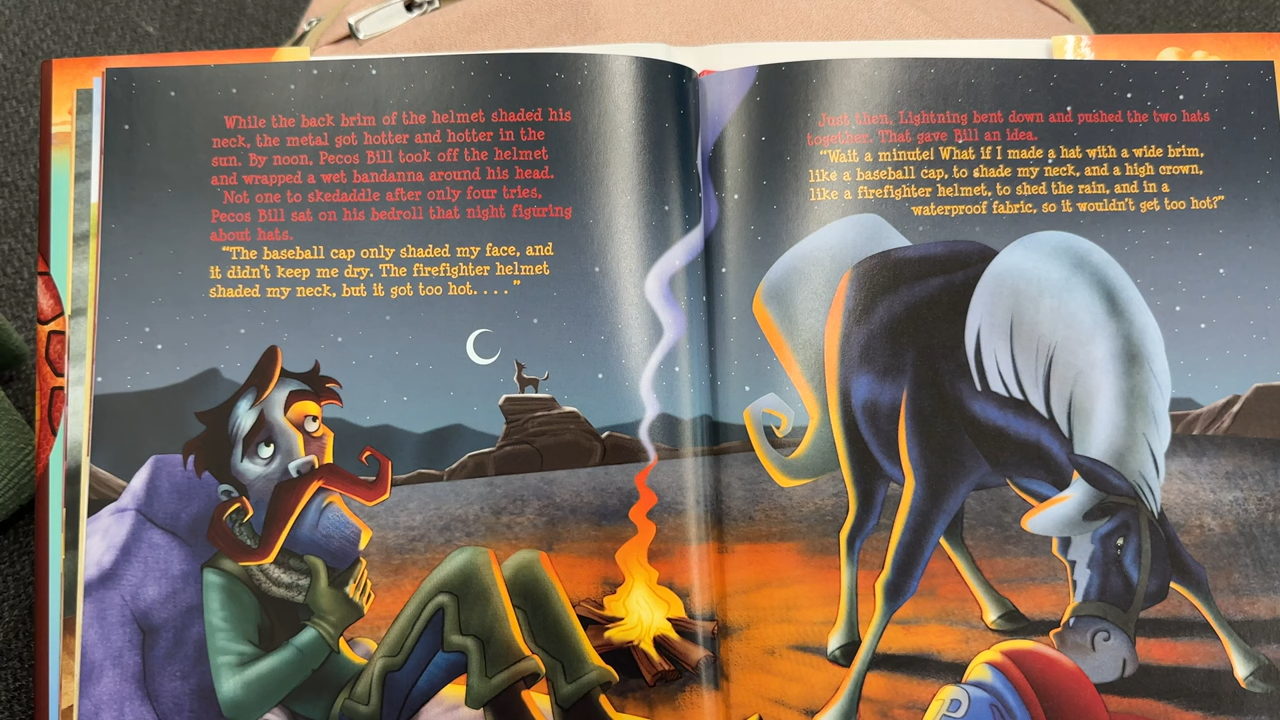 While the back brim of the helmet shaded his
neck, the metal got hotter and hotter in the
sun. By noon, Pecos Bill took off the helmet
and wrapped a wet bandanna around his head.
Not one to skedaddle after only four tries,
Pecos Bill sat on his bedroll that night figuring
about hats.
“The baseball cap only shaded my face, and
it didn’t keep me dry. The firefighter helmet
shaded my neck, but it got too hot. . . . ”
Just then, Lightning bent down and pushed the two hats
together. That gave Bill an idea.
“Wait a minute! What if I made a hat with a wide brim,
like a baseball cap, to shade my neck, and a high crown,
like a firefighter helmet, to shed the rain, and in a
waterproof fabric, so it wouldn’t get too hot?”
P